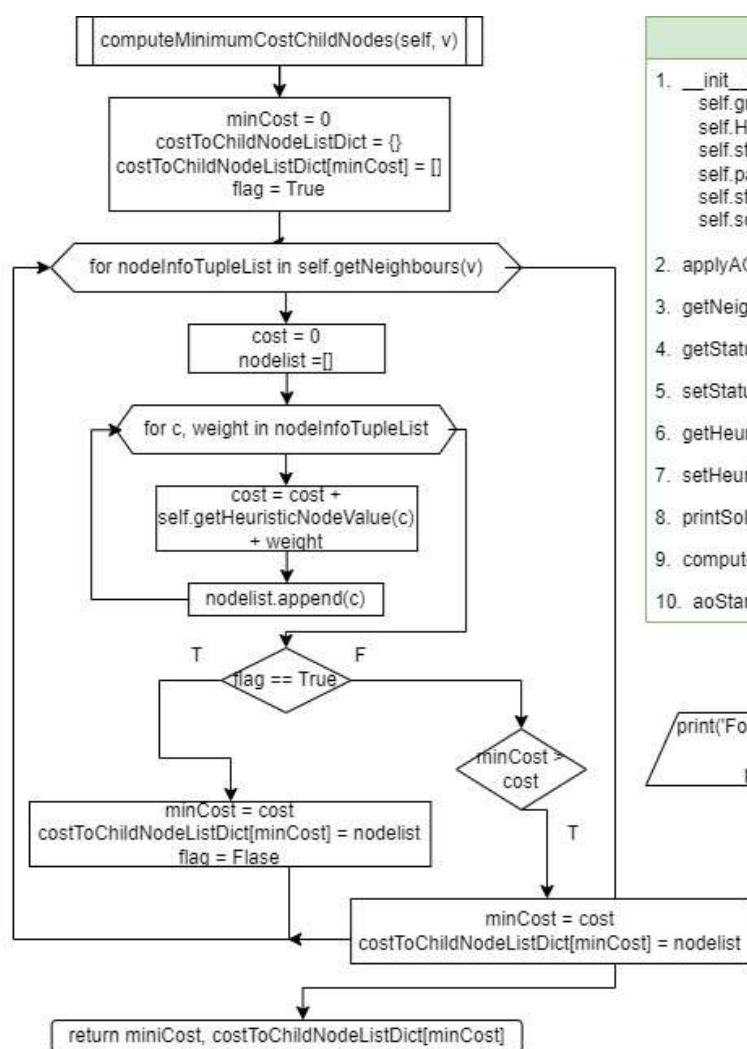 computeMinimumCostChildNodes(self, v)
minCost = 0
costToChildNodeListDict = {}
costToChildNodeListDict[minCost] = []
flag = True
for nodeInfoTupleList in self.getNeighbours(v)
cost = 0
nodelist =[]
for c, weight in nodeInfoTupleList
cost = cost +
self.getHeuristicNodeValue(c)
+ weight
nodelist.append(c)
T
F
flag == True
minCost >
cost
T
minCost = cost
costToChildNodeListDict[minCost] = nodelist
flag = Flase
minCost = cost
costToChildNodeListDict[minCost] = nodelist
return miniCost, costToChildNodeListDict[minCost]
1. __init__
2.
3.
4.
5.
6.
7.
8.
9.
10.